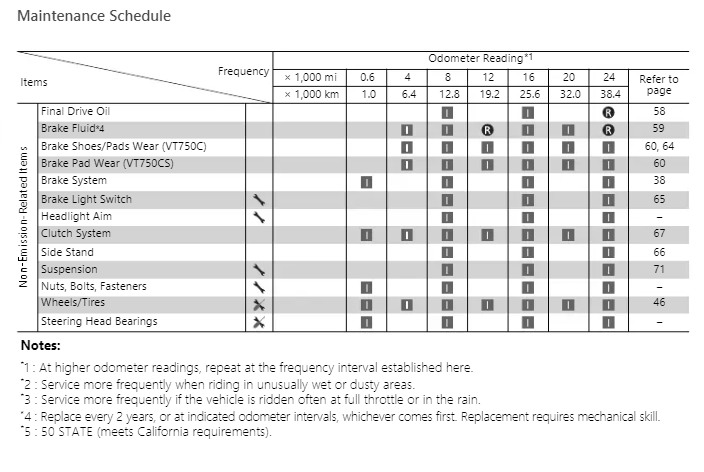 Maintenance Schedule
Items Frequency Odometer Reading*1 Refer to page
× 1,000 mi 0.6 4 8 12 16 20 24
× 1,000 km 1.0 6.4 12.8 19.2 25.6 32.0 38.4
Non-Emission-Related Items
Final Drive Oil I I R 58
Brake Fluid*4 I I R I I R 59
Brake Shoes/Pads Wear (VT750C) I I I I I I 60, 64
Brake Pad Wear (VT750CS) I I I I I I 60
Brake System I I I I 38
Brake Light Switch I I I 65
Headlight Aim I I I –
Clutch System I I I I I I I 67
Side Stand I I I 66
Suspension I I I 71
Nuts, Bolts, Fasteners I I I I –
Wheels/Tires I I I I I I I 46
Steering Head Bearings I I I I –
Notes:
*1 : At higher odometer readings, repeat at the frequency interval established here.
*2 : Service more frequently when riding in unusually wet or dusty areas.
*3 : Service more frequently if the vehicle is ridden often at full throttle or in the rain.
*4 : Replace every 2 years, or at indicated odometer intervals, whichever comes first. Replacement requires mechanical skill.
*5 : 50 STATE (meets California requirements).